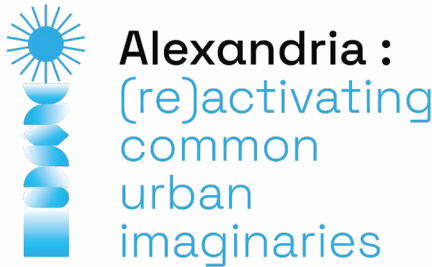 Alexandria :
(re)activating
common
urban
imaginaries